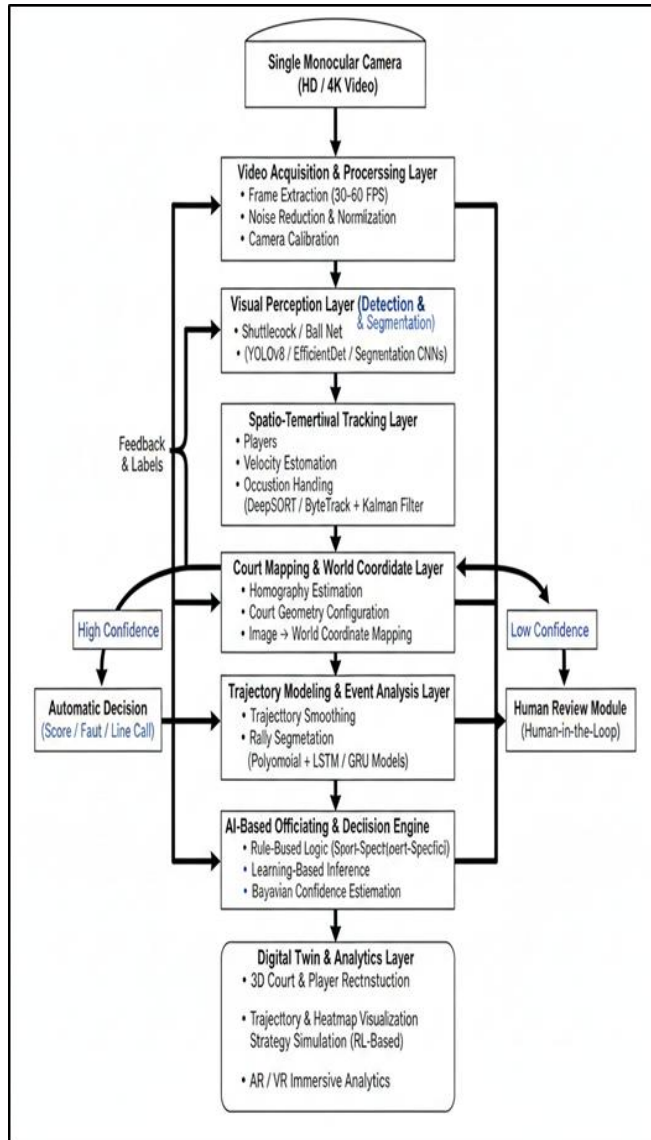 Single Monocular Camera
(HD / 4K Video)
Video Acquisition & Procerssing Layer
• Frame Extraction (30-60 FPS)
• Noise Reduction & Normlization
• Camera Calibration
Visual Perception Layer (Detection &
& Segmentation)
• Shuttlecock / Ball Net
• (YOLOv8 / EfficientDet / Segmentation CNNs)
Spatio-Temertiwal Tracking Layer
• Players
• Velocity Estomation
• Occustion Handing
(DeepSORT / ByteTrack + Kalman Filter
Feedback
& Labels
Court Mapping & World Coordidate Layer
• Homography Estimation
• Court Geometry Configuration
• Image → World Coordinate Mapping
High Confidence
Low Confidence
Automatic Decision
(Score / Faut / Line Call)
Trajectory Modeling & Event Analysis Layer
• Trajecttory Smoothing
• Rally Segmetation
(Polyomoial + LSTM / GRU Models)
Human Review Module
(Human-in-the-Loop)
AI-Based Officiating & Deciision Engine
• Rule-Bused Logic (Sport-Spect(oert-Specfici)
• Learning-Based Inference
• Bayavian Confidence Estiemation
Digital Twin & Analytics Layer
• 3D Court & Player Rectnstuction
• Trajecttory & Heatmap Visualization
Strategy Simulation (RL-Based)
• AR / VR Immersive Analytics